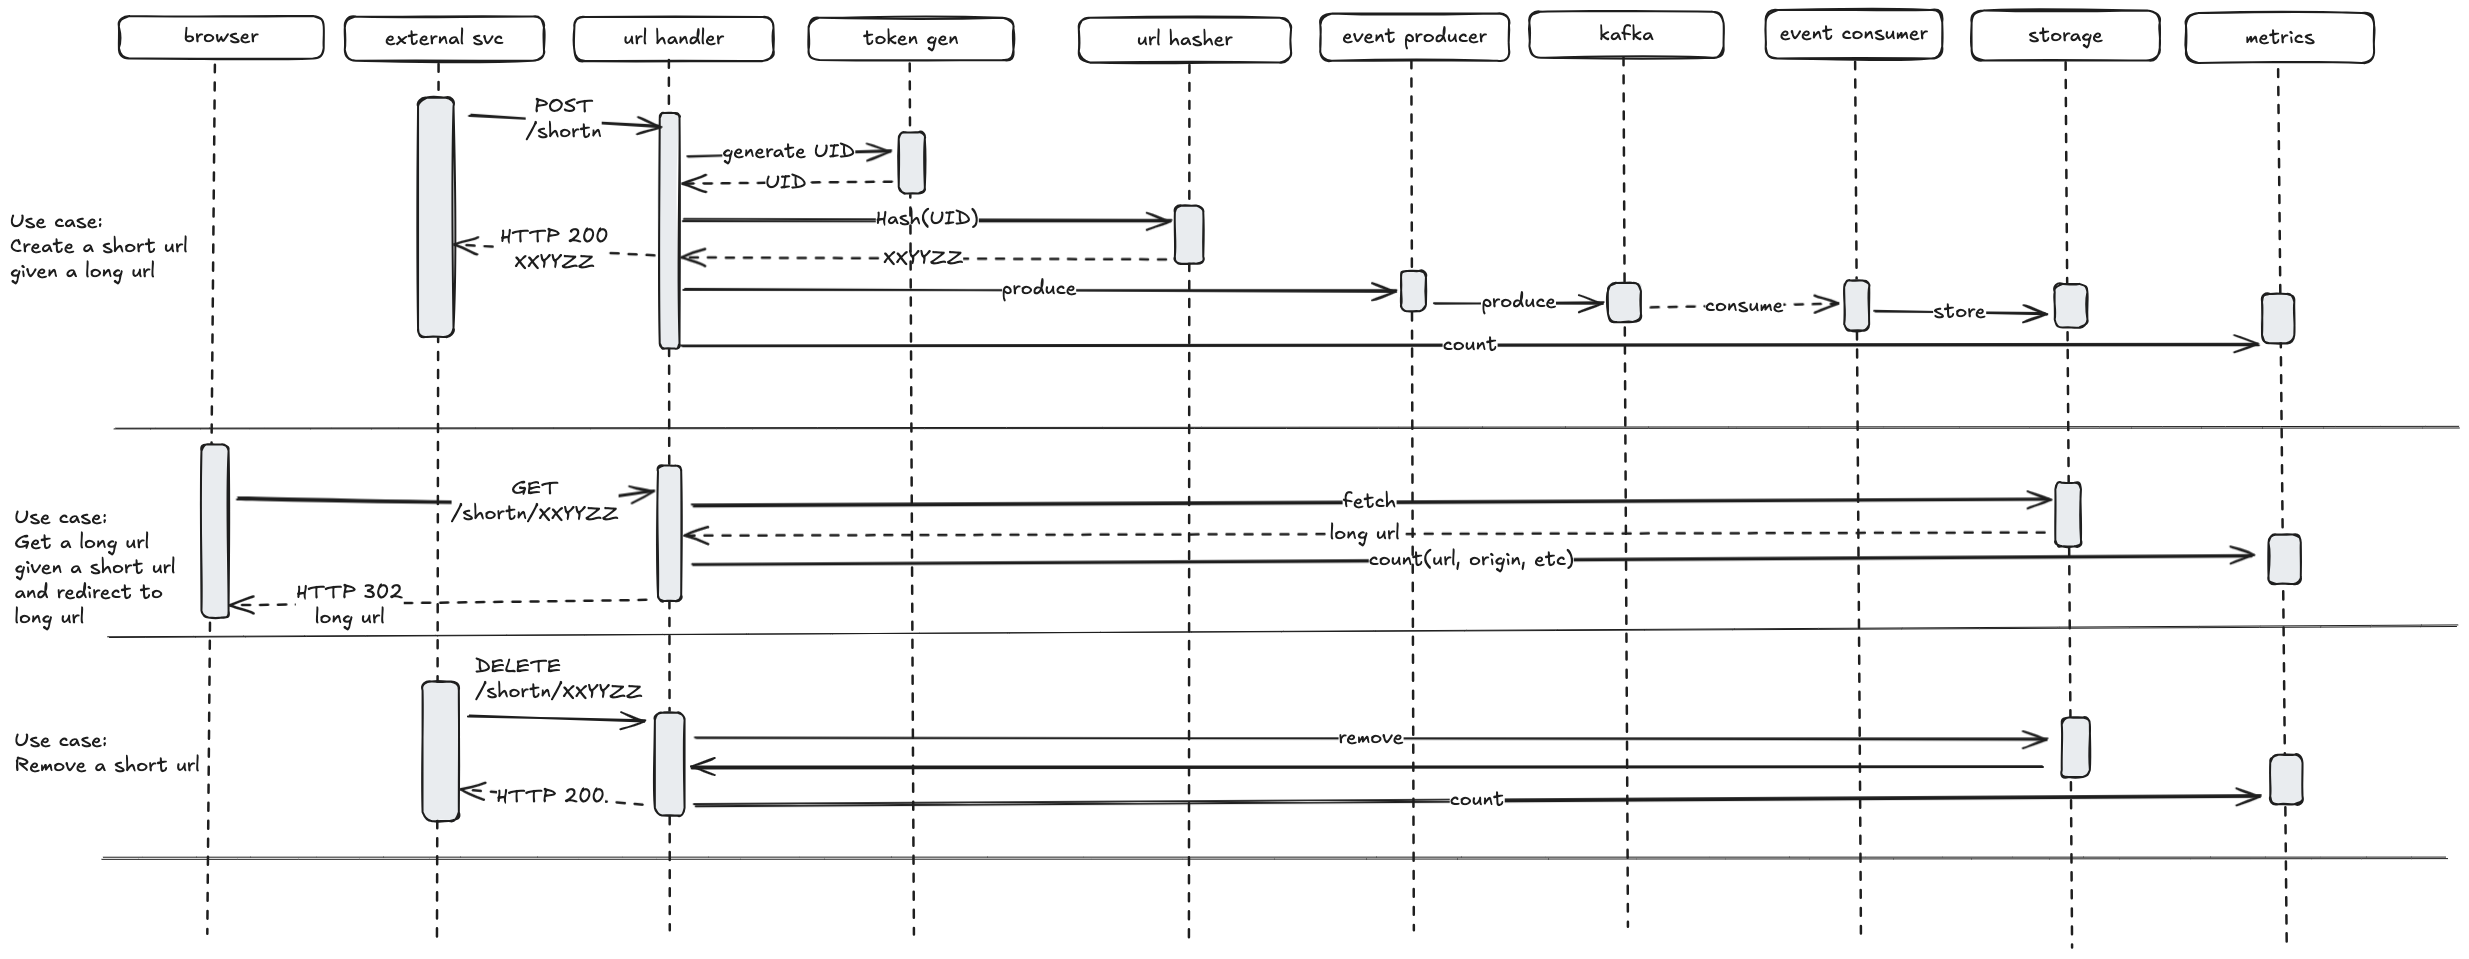 browser
external svc
url handler
token gen
url hasher
event producer
kafka
event consumer
storage
metrics
Use case:
Create a short url
given a long url
POST
/shortn
generate UID
UID
Hash(UID)
HTTP 200
XXYYZZ
XXYYZZ
produce
produce
consume
store
count
Use case:
Get a long url
given a short url
and redirect to
long url
GET
/shortn/XXYYZZ
fetch
long url
count(url, origin, etc)
HTTP 302
long url
Use case:
Remove a short url
DELETE
/shortn/XXYYZZ
remove
HTTP 200
count